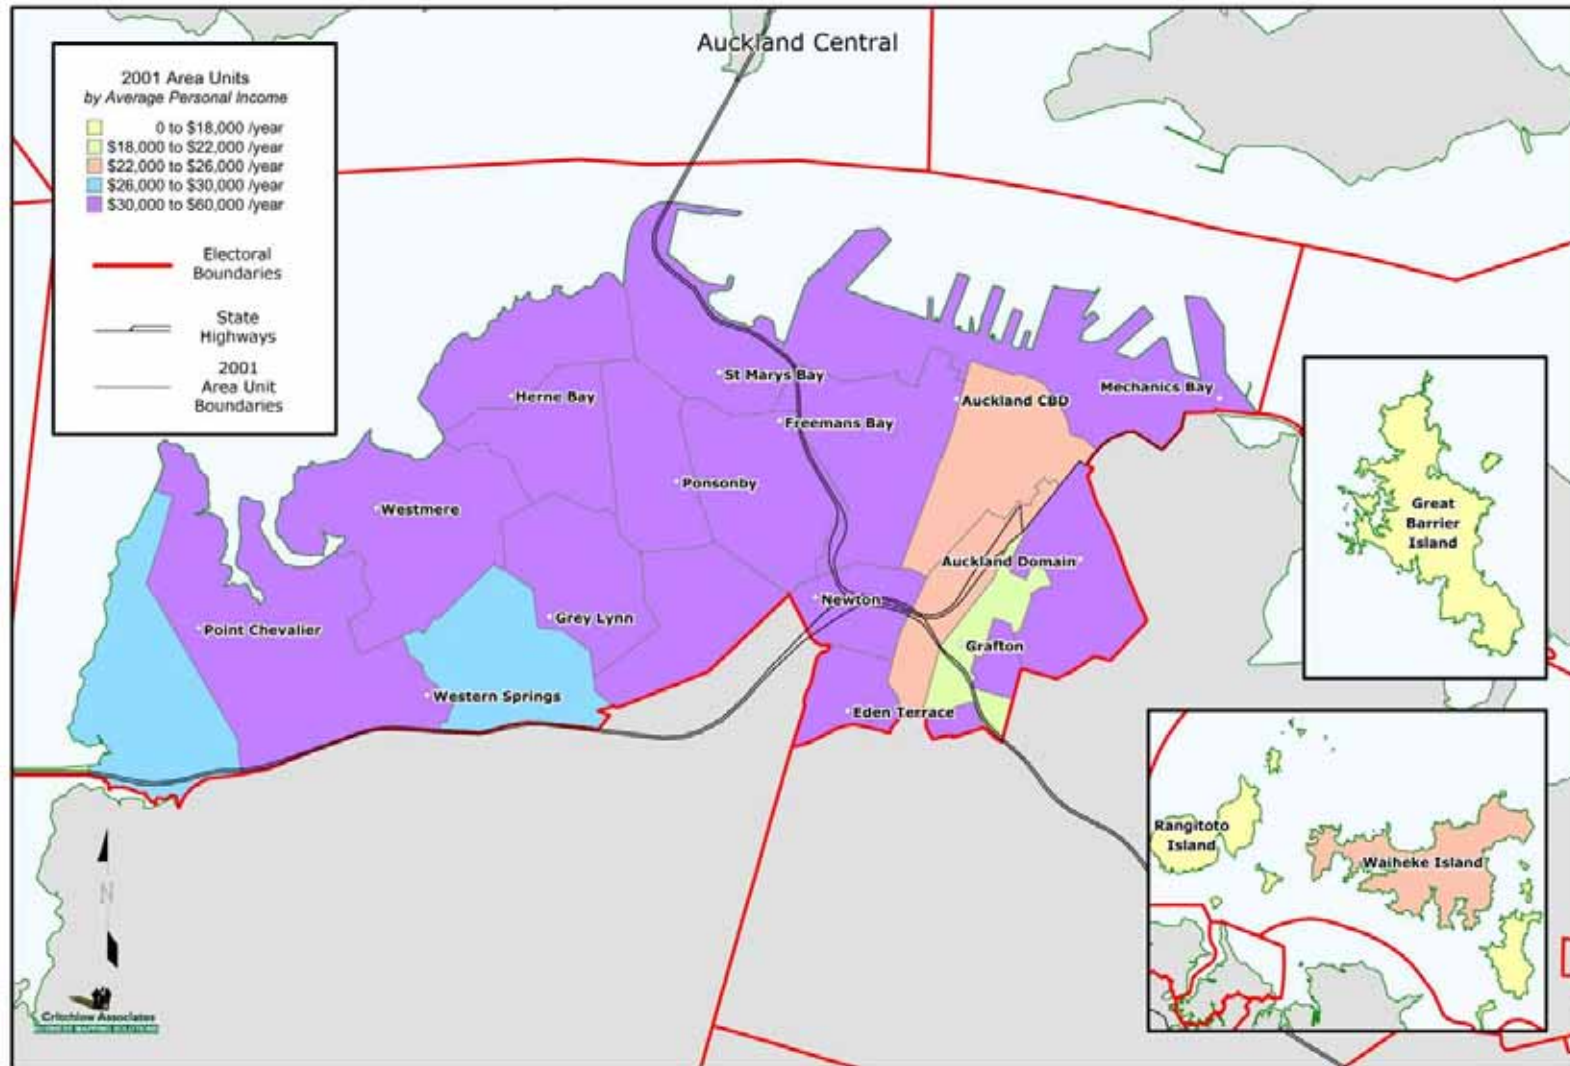 Auckland Central
2001 Area Units
by Average Personal Income
0 to $18,000 /year
$18,000 to $22,000 /year
$22,000 to $26,000 /year
$26,000 to $30,000 /year
$30,000 to $60,000 /year
Electoral
Boundaries
State
Highways
2001
Area Unit
Boundaries
St Marys Bay
Mechanics Bay
Herne Bay
Auckland CBD
Freemans Bay
Ponsonby
Westmere
Great
Barrier
Island
Auckland Domain
Newton
Grey Lynn
Point Chevalier
Grafton
Western Springs
Eden Terrace
Rangitoto
Island
Waiheke Island
N
Critchlow Associates
BUSINESS MAPPING SOLUTIONS